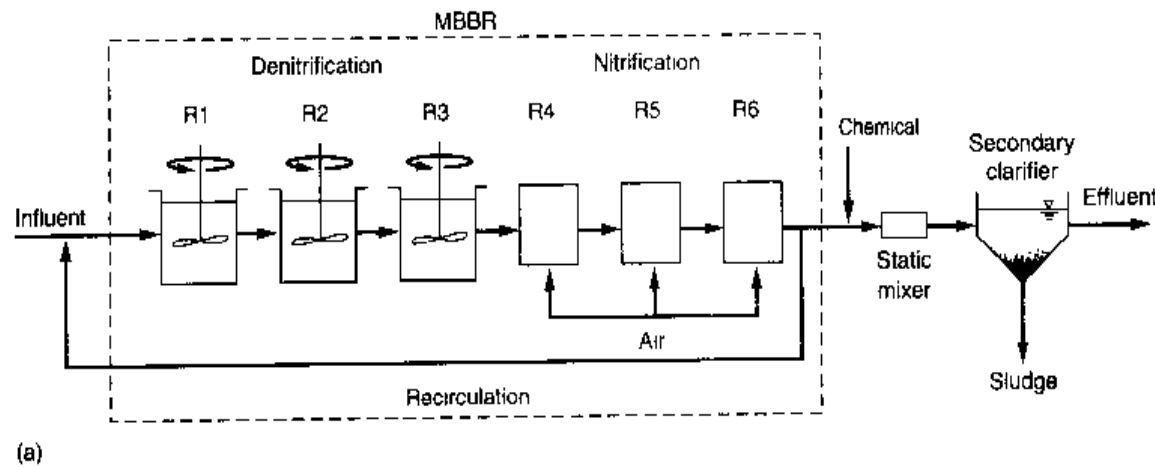 MBBR
Denitrification
Nitrification
R1
R2
R3
R4
R5
R6
Chemical
Secondary
clarifier
Influent
Effluent
Static
mixer
Air
Sludge
Recirculation
(a)